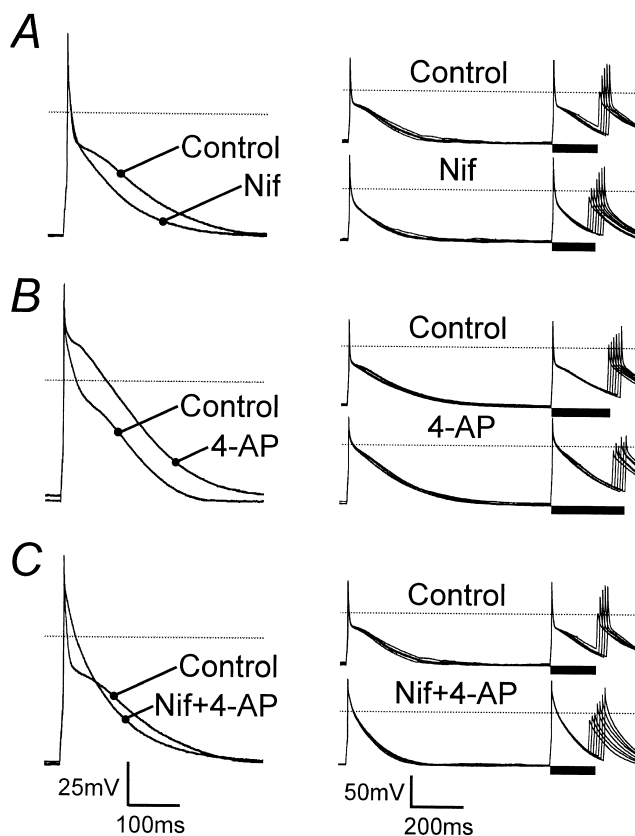 A
Control
Nif
Control
Nif
B
Control
4-AP
Control
4-AP
C
Control
Nif+4-AP
Control
Nif+4-AP
25mV
100ms
50mV
200ms